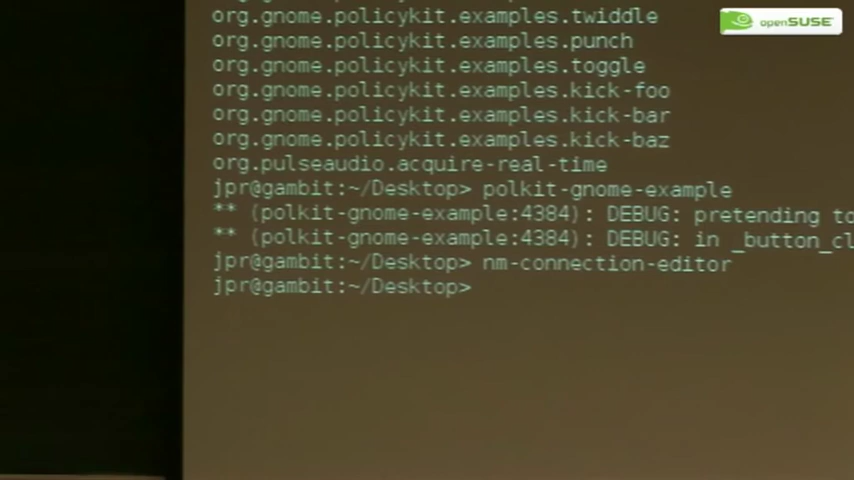 org.gnome.policykit.examples.twiddle
openSUSE
org.gnome.policykit.examples.punch
org.gnome.policykit.examples.toggle
org.gnome.policykit.examples.kick-foo
org.gnome.policykit.examples.kick-bar
org.gnome.policykit.examples.kick-baz
org.pulseaudio.acquire-real-time
jpr@gambit:~/Desktop> polkit-gnome-example
** (polkit-gnome-example:4384): DEBUG: pretending to
** (polkit-gnome-example:4384): DEBUG: in _button_cl
jpr@gambit:~/Desktop> nm-connection-editor
jpr@gambit:~/Desktop>